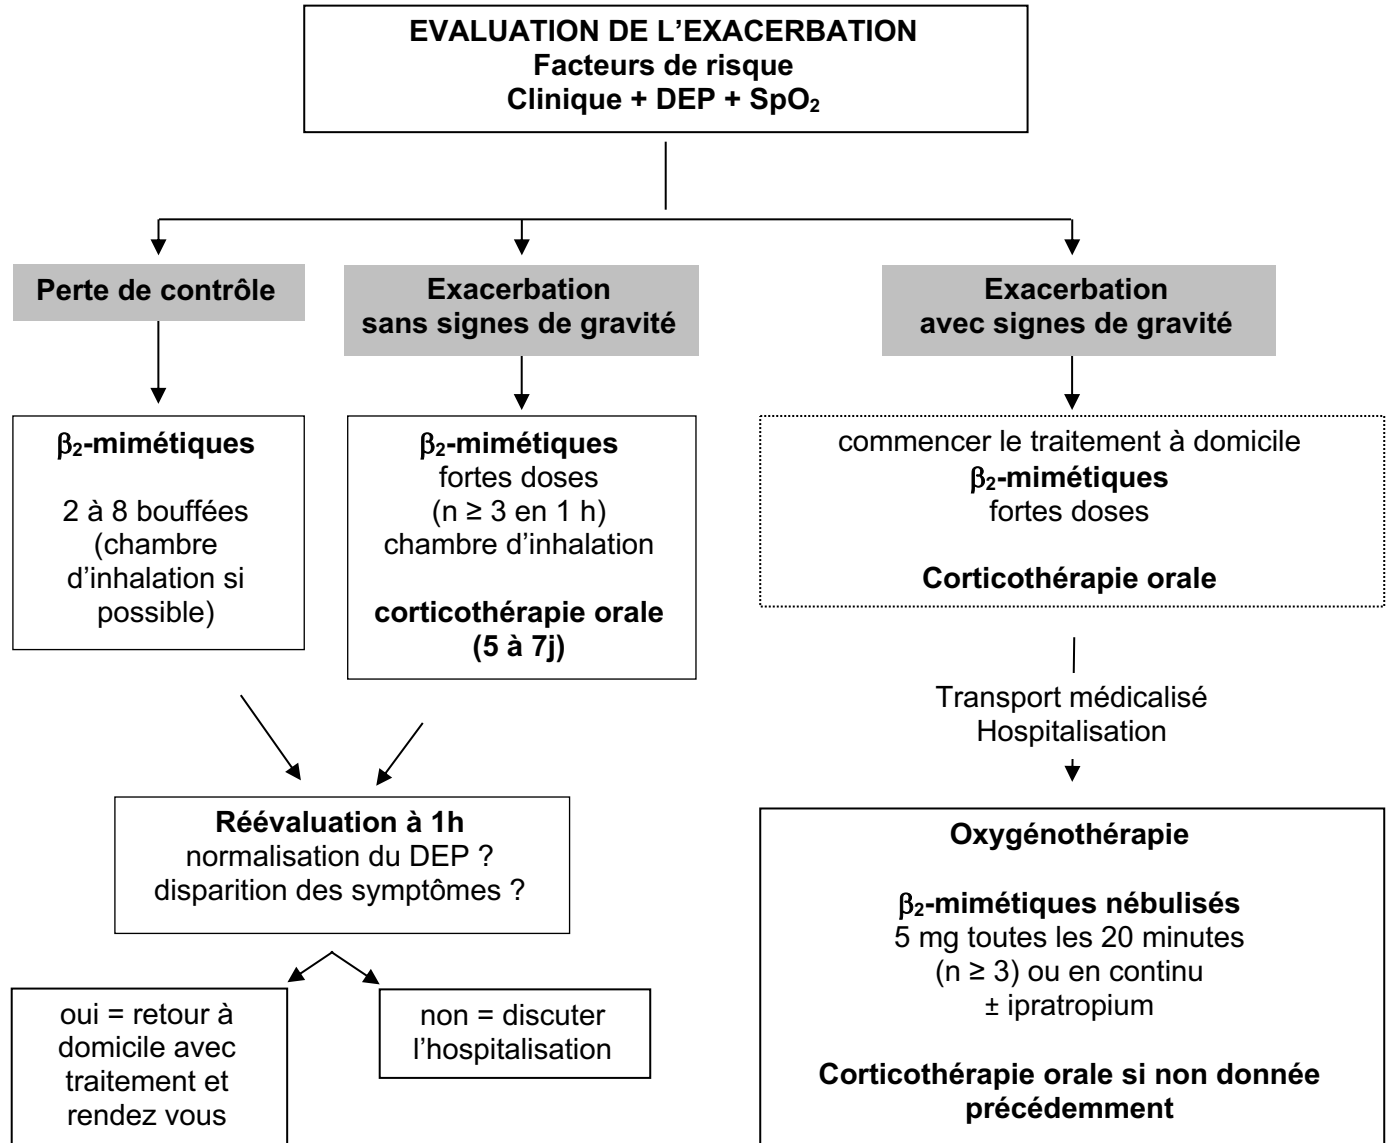 EVALUATION DE L'EXACERBATION
Facteurs de risque
Clinique + DEP + SpO₂
Perte de contrôle
Exacerbation
sans signes de gravité
Exacerbation
avec signes de gravité
β₂-mimétiques
2 à 8 bouffées
(chambre
d'inhalation si
possible)
β₂-mimétiques
fortes doses
(n ≥ 3 en 1 h)
chambre d'inhalation
corticothérapie orale
(5 à 7j)
commencer le traitement à domicile
β₂-mimétiques
fortes doses
Corticothérapie orale
Transport médicalisé
Hospitalisation
Réévaluation à 1h
normalisation du DEP ?
disparition des symptômes ?
oui = retour à
domicile avec
traitement et
rendez vous
non = discuter
l'hospitalisation
Oxygénothérapie
β₂-mimétiques nébulisés
5 mg toutes les 20 minutes
(n ≥ 3) ou en continu
± ipratropium
Corticothérapie orale si non donnée
précédemment